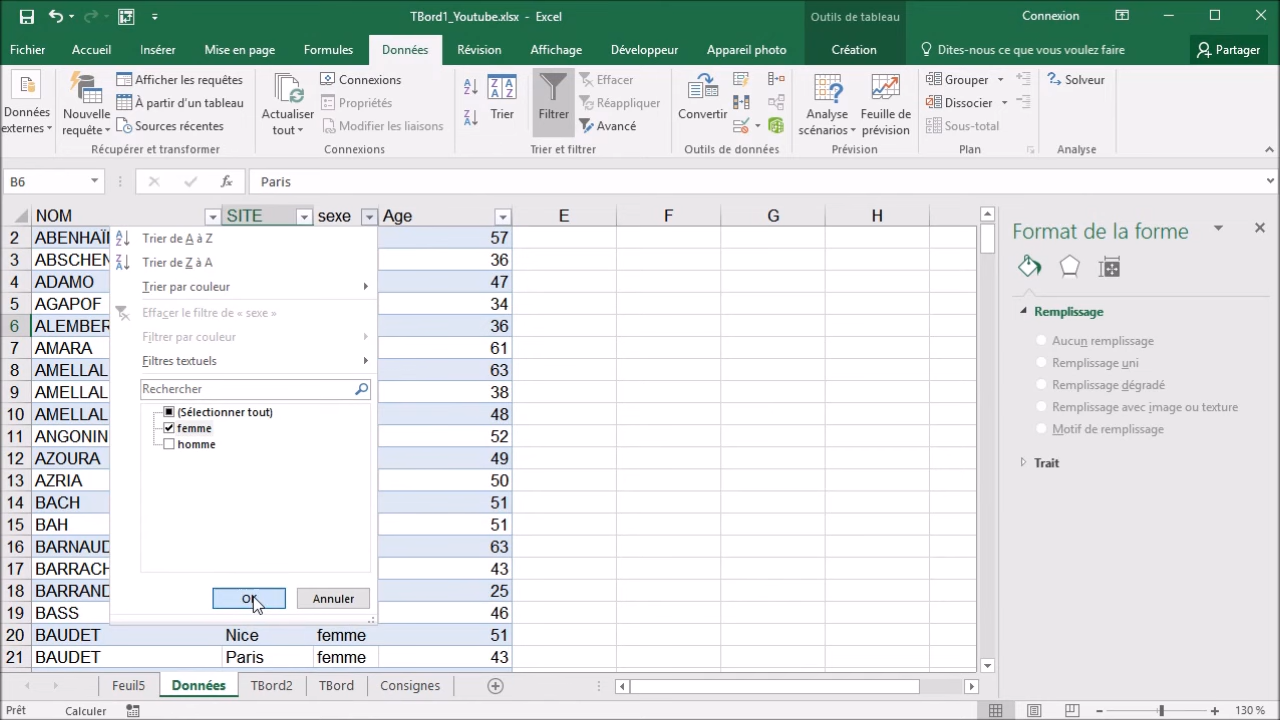 TBord1_Youtube.xlsx - Excel
Outils de tableau
Connexion
Fichier Accueil Insérer Mise en page Formules Données Révision Affichage Développeur Appareil photo Création Dites-nous ce que vous voulez faire Partager
Données externes
Nouvelle requête
Afficher les requêtes
À partir d'un tableau
Sources récentes
Récupérer et transformer
Actualiser tout
Connexions
Propriétés
Modifier les liaisons
Connexions
Trier
Filtrer
Effacer
Réappliquer
Avancé
Trier et filtrer
Convertir
Outils de données
Analyse scénarios
Feuille de prévision
Prévision
Grouper
Dissocier
Sous-total
Plan
Solveur
Analyse
B6 fx Paris
NOM SITE sexe Age E F G H
2 ABENHAÏ 57
3 ABSCHEN 36
4 ADAMO 47
5 AGAPOF 34
6 ALEMBER 36
7 AMARA 61
8 AMELLAL 63
9 AMELLAL 38
10 AMELLAL 48
11 ANGONIN 52
12 AZOURA 49
13 AZRIA 50
14 BACH 51
15 BAH 51
16 BARNAUD 63
17 BARRACH 43
18 BARRAND 25
19 BASS 46
20 BAUDET Nice femme 51
21 BAUDET Paris femme 43
Trier de A à Z
Trier de Z à A
Trier par couleur
Effacer le filtre de « sexe »
Filtrer par couleur
Filtres textuels
Rechercher
(Sélectionner tout)
femme
homme
OK Annuler
Format de la forme
Remplissage
Aucun remplissage
Remplissage uni
Remplissage dégradé
Remplissage avec image ou texture
Motif de remplissage
Trait
Feuil5 Données TBord2 TBord Consignes
Prêt Calculer 130 %